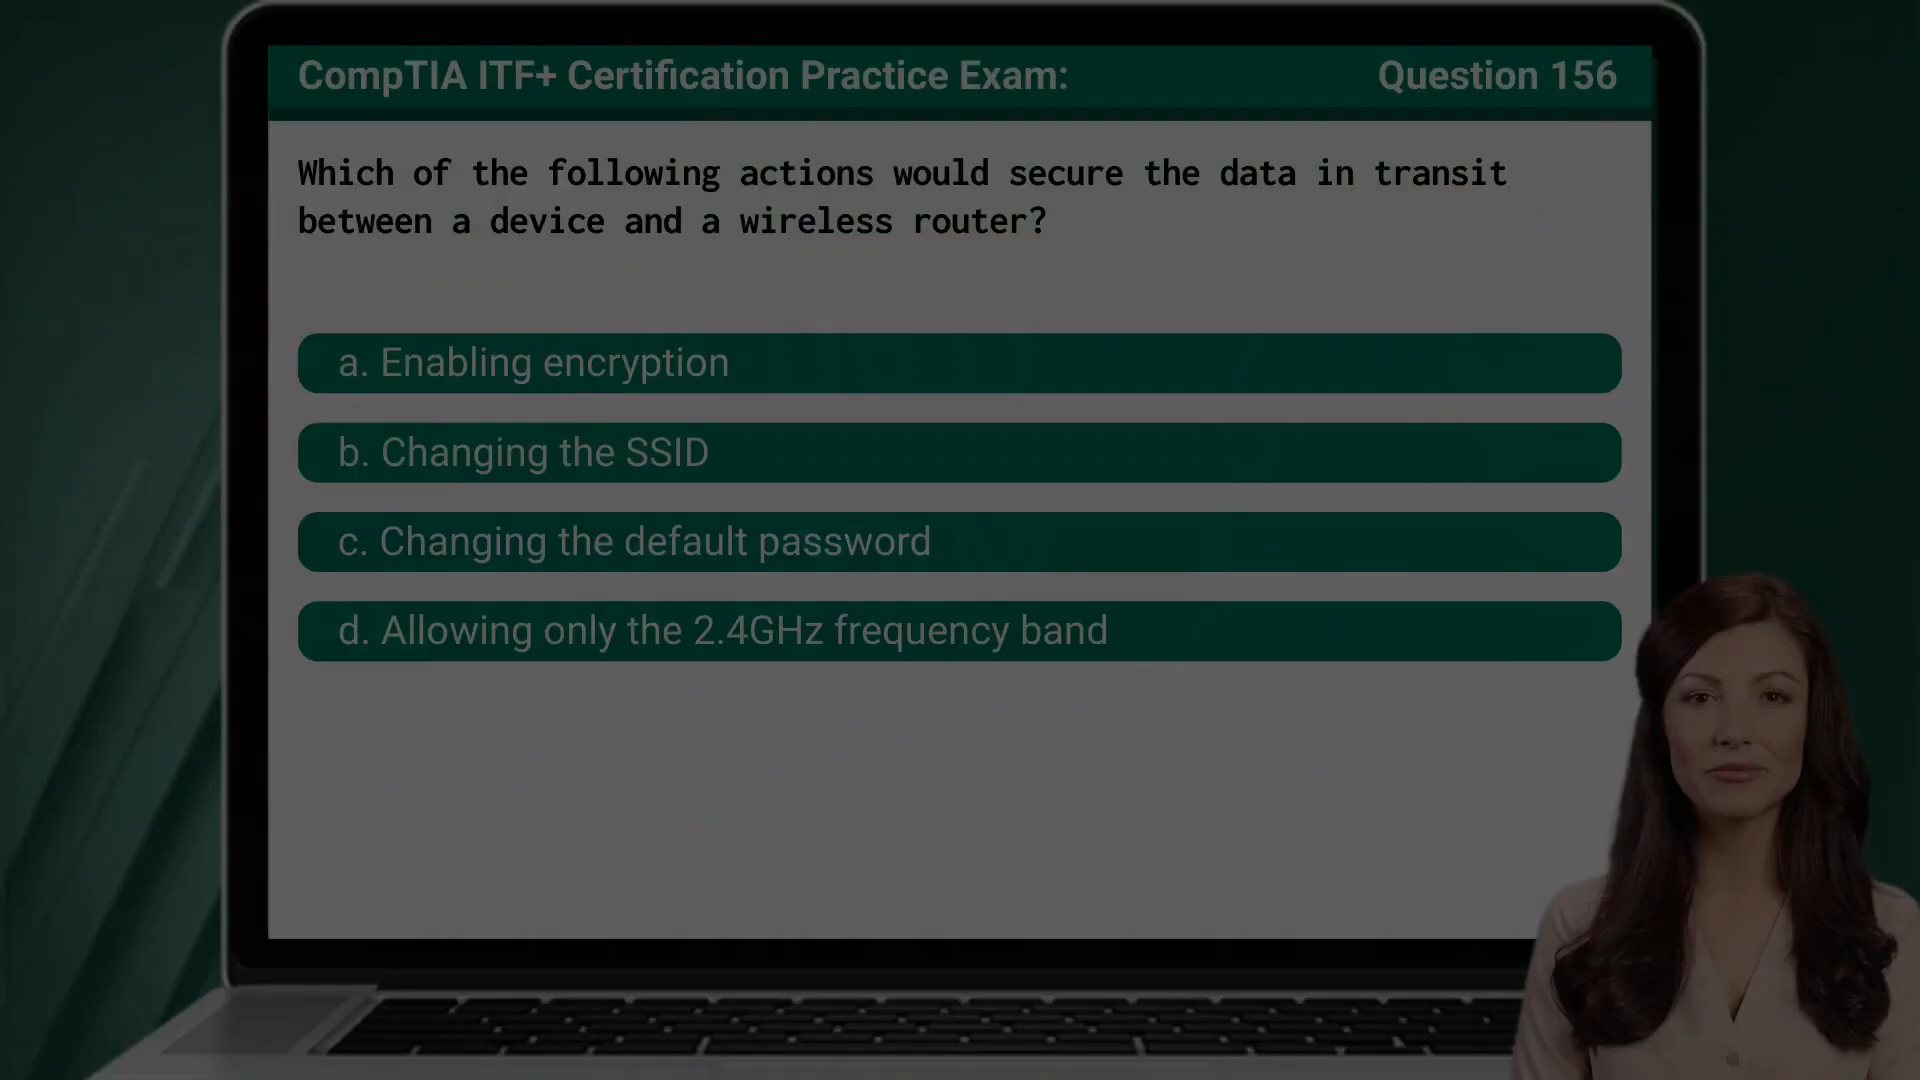 CompTIA ITF+ Certification Practice Exam: Question 156
Which of the following actions would secure the data in transit
between a device and a wireless router?
a. Enabling encryption
b. Changing the SSID
c. Changing the default password
d. Allowing only the 2.4GHz frequency band